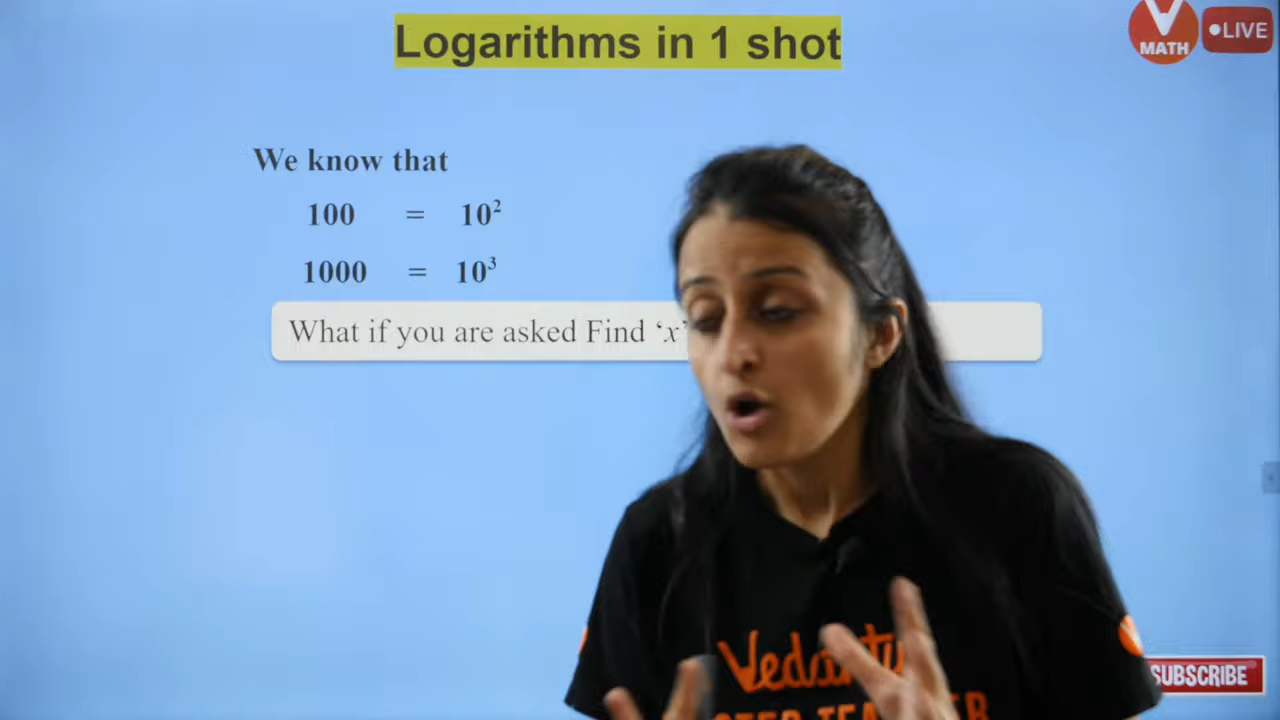 Logarithms in 1 shot
V
MATH
LIVE
We know that
100 = 10²
1000 = 10³
What if you are asked Find ‘x’
SUBSCRIBE